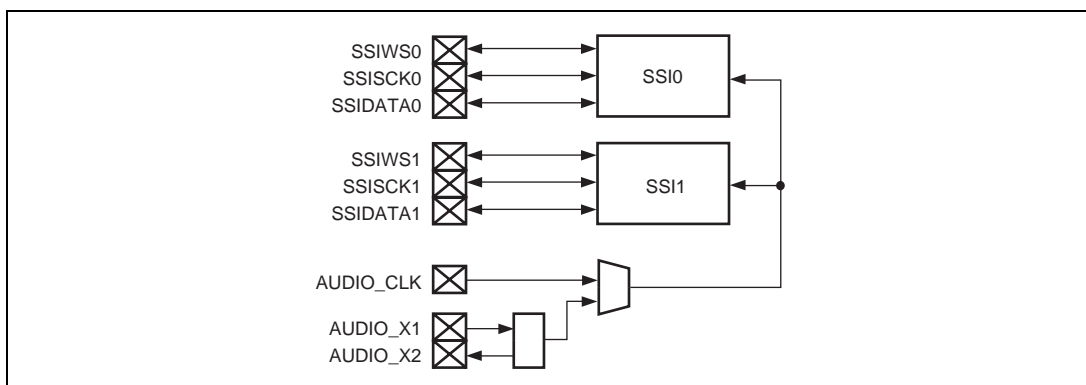 SSIWS0
SSISCK0
SSIDATA0
SSI0
SSIWS1
SSISCK1
SSIDATA1
SSI1
AUDIO_CLK
AUDIO_X1
AUDIO_X2